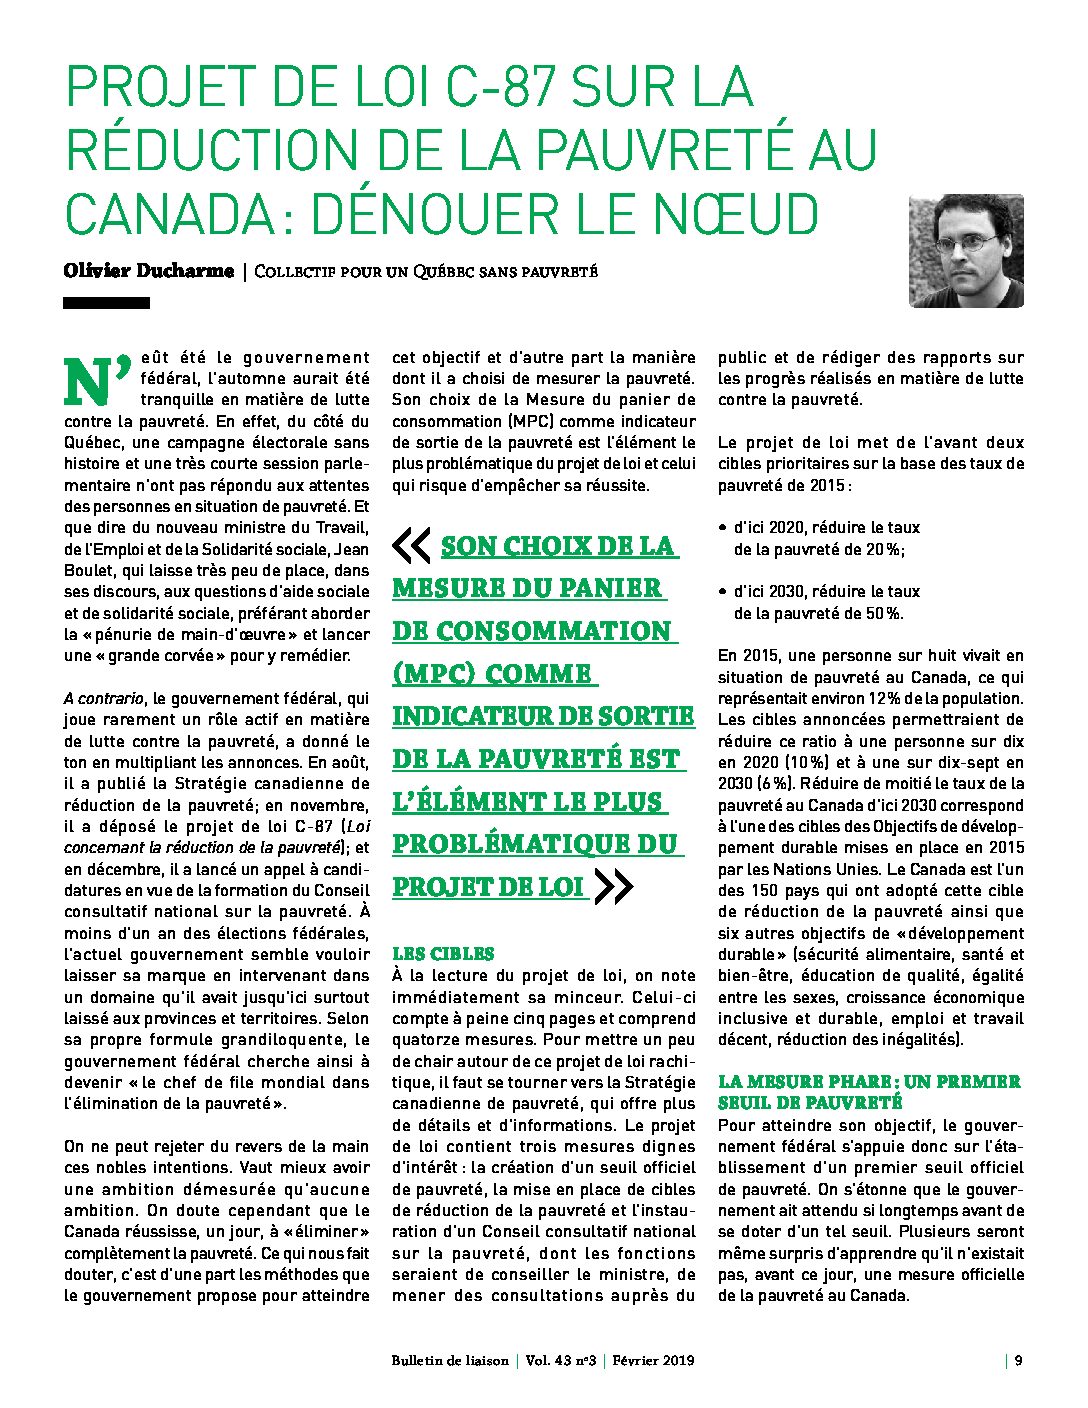 PROJET DE LOI C-87 SUR LA
RÉDUCTION DE LA PAUVRETÉ AU
CANADA : DÉNOUER LE NŒUD
Olivier Ducharme | Collectif pour un Québec sans pauvreté
N'eût été le gouvernement
fédéral, l'automne aurait été
tranquille en matière de lutte
contre la pauvreté. En effet, du côté du
Québec, une campagne électorale sans
histoire et une très courte session parle-
mentaire n'ont pas répondu aux attentes
des personnes en situation de pauvreté. Et
que dire du nouveau ministre du Travail,
de l'Emploi et de la Solidarité sociale, Jean
Boulet, qui laisse très peu de place, dans
ses discours, aux questions d'aide sociale
et de solidarité sociale, préférant aborder
la « pénurie de main-d'œuvre » et lancer
une « grande corvée » pour y remédier.
A contrario, le gouvernement fédéral, qui
joue rarement un rôle actif en matière
de lutte contre la pauvreté, a donné le
ton en multipliant les annonces. En août,
il a publié la Stratégie canadienne de
réduction de la pauvreté; en novembre,
il a déposé le projet de loi C-87 (Loi
concernant la réduction de la pauvreté); et
en décembre, il a lancé un appel à candi-
datures en vue de la formation du Conseil
consultatif national sur la pauvreté. À
moins d'un an des élections fédérales,
l'actuel gouvernement semble vouloir
laisser sa marque en intervenant dans
un domaine qu'il avait jusqu'ici surtout
laissé aux provinces et territoires. Selon
sa propre formule grandiloquente, le
gouvernement fédéral cherche ainsi à
devenir « le chef de file mondial dans
l'élimination de la pauvreté ».
On ne peut rejeter du revers de la main
ces nobles intentions. Vaut mieux avoir
une ambition démesurée qu'aucune
ambition. On doute cependant que le
Canada réussisse, un jour, à « éliminer »
complètement la pauvreté. Ce qui nous fait
douter, c'est d'une part les méthodes que
le gouvernement propose pour atteindre
cet objectif et d'autre part la manière
dont il a choisi de mesurer la pauvreté.
Son choix de la Mesure du panier de
consommation (MPC) comme indicateur
de sortie de la pauvreté est l'élément le
plus problématique du projet de loi et celui
qui risque d'empêcher sa réussite.
« SON CHOIX DE LA
MESURE DU PANIER
DE CONSOMMATION
(MPC) COMME
INDICATEUR DE SORTIE
DE LA PAUVRETÉ EST
L'ÉLÉMENT LE PLUS
PROBLÉMATIQUE DU
PROJET DE LOI »
LES CIBLES
À la lecture du projet de loi, on note
immédiatement sa minceur. Celui-ci
compte à peine cinq pages et comprend
quatorze mesures. Pour mettre un peu
de chair autour de ce projet de loi rachi-
tique, il faut se tourner vers la Stratégie
canadienne de pauvreté, qui offre plus
de détails et d'informations. Le projet
de loi contient trois mesures dignes
d'intérêt : la création d'un seuil officiel
de pauvreté, la mise en place de cibles
de réduction de la pauvreté et l'instau-
ration d'un Conseil consultatif national
sur la pauvreté, dont les fonctions
seraient de conseiller le ministre, de
mener des consultations auprès du
public et de rédiger des rapports sur
les progrès réalisés en matière de lutte
contre la pauvreté.
Le projet de loi met de l'avant deux
cibles prioritaires sur la base des taux de
pauvreté de 2015 :
• d'ici 2020, réduire le taux
de la pauvreté de 20 %;
• d'ici 2030, réduire le taux
de la pauvreté de 50 %.
En 2015, une personne sur huit vivait en
situation de pauvreté au Canada, ce qui
représentait environ 12 % de la population.
Les cibles annoncées permettraient de
réduire ce ratio à une personne sur dix
en 2020 (10 %) et à une sur dix-sept en
2030 (6 %). Réduire de moitié le taux de la
pauvreté au Canada d'ici 2030 correspond
à l'une des cibles des Objectifs de dévelop-
pement durable mises en place en 2015
par les Nations Unies. Le Canada est l'un
des 150 pays qui ont adopté cette cible
de réduction de la pauvreté ainsi que
six autres objectifs de « développement
durable » (sécurité alimentaire, santé et
bien-être, éducation de qualité, égalité
entre les sexes, croissance économique
inclusive et durable, emploi et travail
décent, réduction des inégalités).
LA MESURE PHARE : UN PREMIER
SEUIL DE PAUVRETÉ
Pour atteindre son objectif, le gouver-
nement fédéral s'appuie donc sur l'éta-
blissement d'un premier seuil officiel
de pauvreté. On s'étonne que le gouver-
nement ait attendu si longtemps avant de
se doter d'un tel seuil. Plusieurs seront
même surpris d'apprendre qu'il n'existait
pas, avant ce jour, une mesure officielle
de la pauvreté au Canada.
Bulletin de liaison | Vol. 43 nº3 | Février 2019
| 9